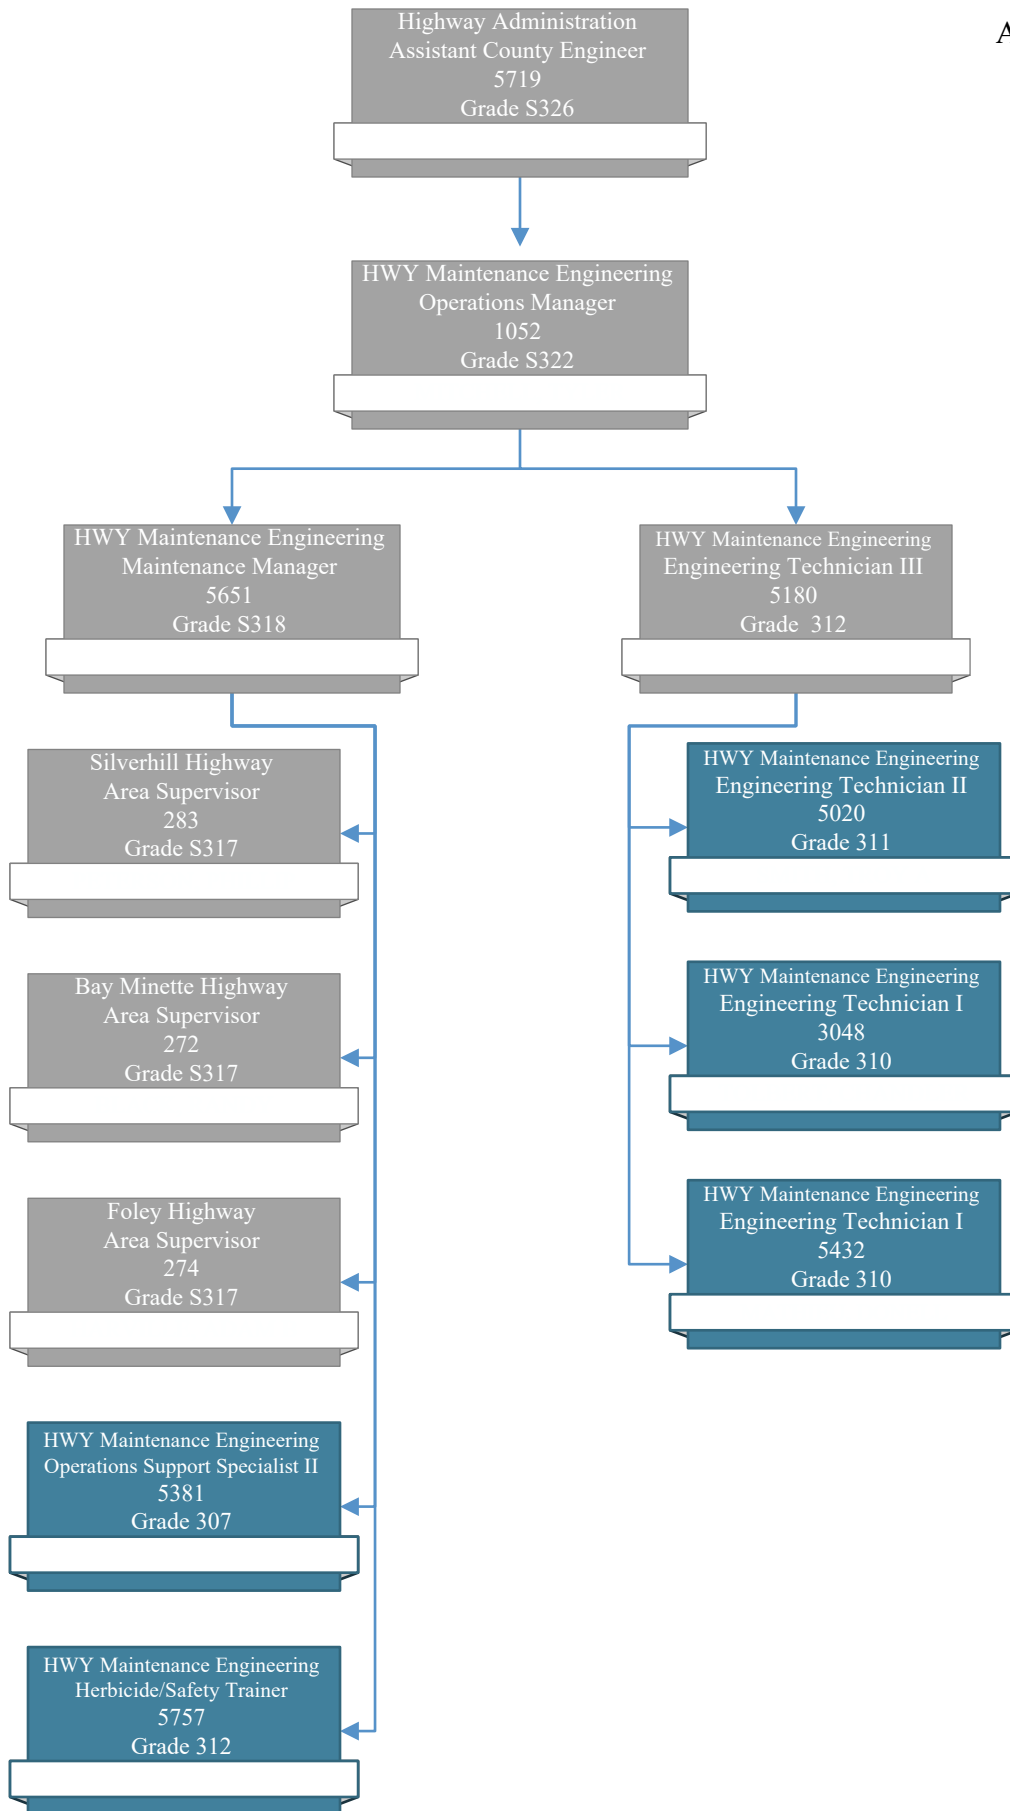 Highway Administration
Assistant County Engineer
5719
Grade S326
A
HWY Maintenance Engineering
Operations Manager
1052
Grade S322
HWY Maintenance Engineering
Maintenance Manager
5651
Grade S318
HWY Maintenance Engineering
Engineering Technician III
5180
Grade 312
Silverhill Highway
Area Supervisor
283
Grade S317
Bay Minette Highway
Area Supervisor
272
Grade S317
Foley Highway
Area Supervisor
274
Grade S317
HWY Maintenance Engineering
Operations Support Specialist II
5381
Grade 307
HWY Maintenance Engineering
Herbicide/Safety Trainer
5757
Grade 312
HWY Maintenance Engineering
Engineering Technician II
5020
Grade 311
HWY Maintenance Engineering
Engineering Technician I
3048
Grade 310
HWY Maintenance Engineering
Engineering Technician I
5432
Grade 310